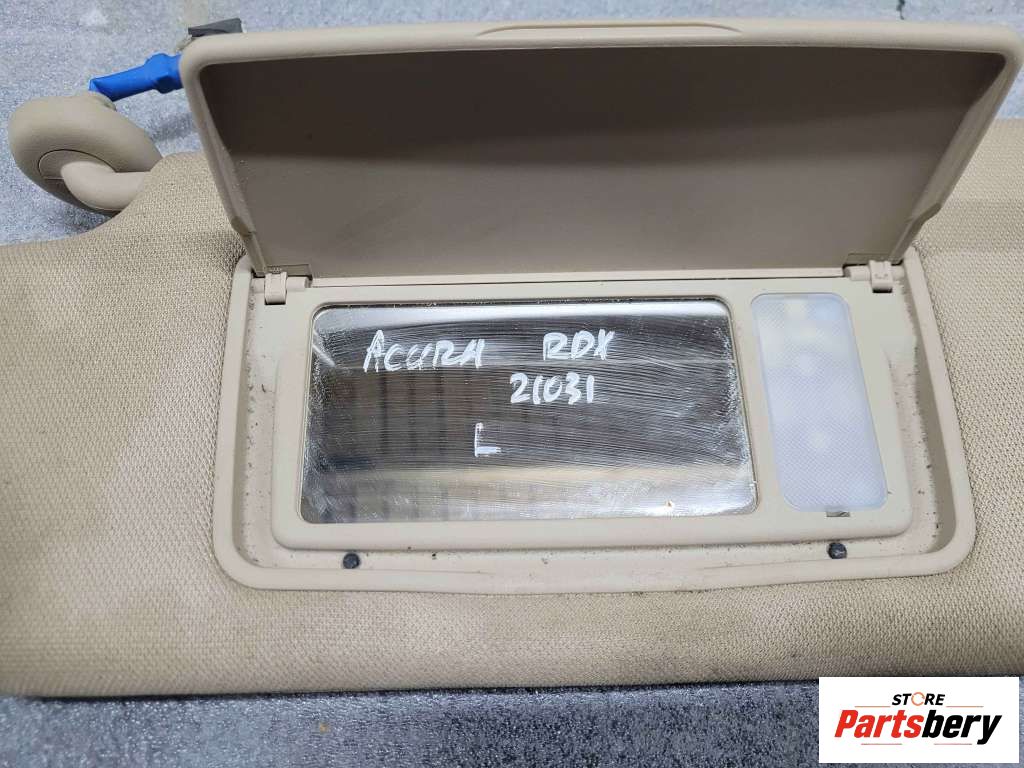 ACURA RDX
21031
L
STORE
Partsbery